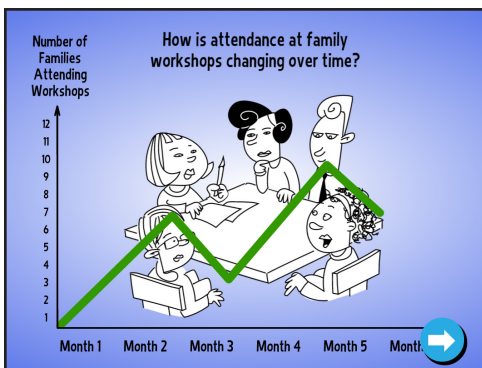 Number of
Families
Attending
Workshops
How is attendance at family
workshops changing over time?
12
11
10
9
8
7
6
5
4
3
2
1
Month 1 Month 2 Month 3 Month 4 Month 5 Month